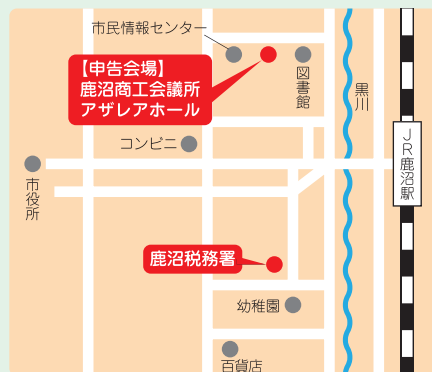 市民情報センター
【申告会場】
鹿沼商工会議所
アザレアホール
図書館
黒川
コンビニ
JR鹿沼駅
市役所
鹿沼税務署
幼稚園
百貨店